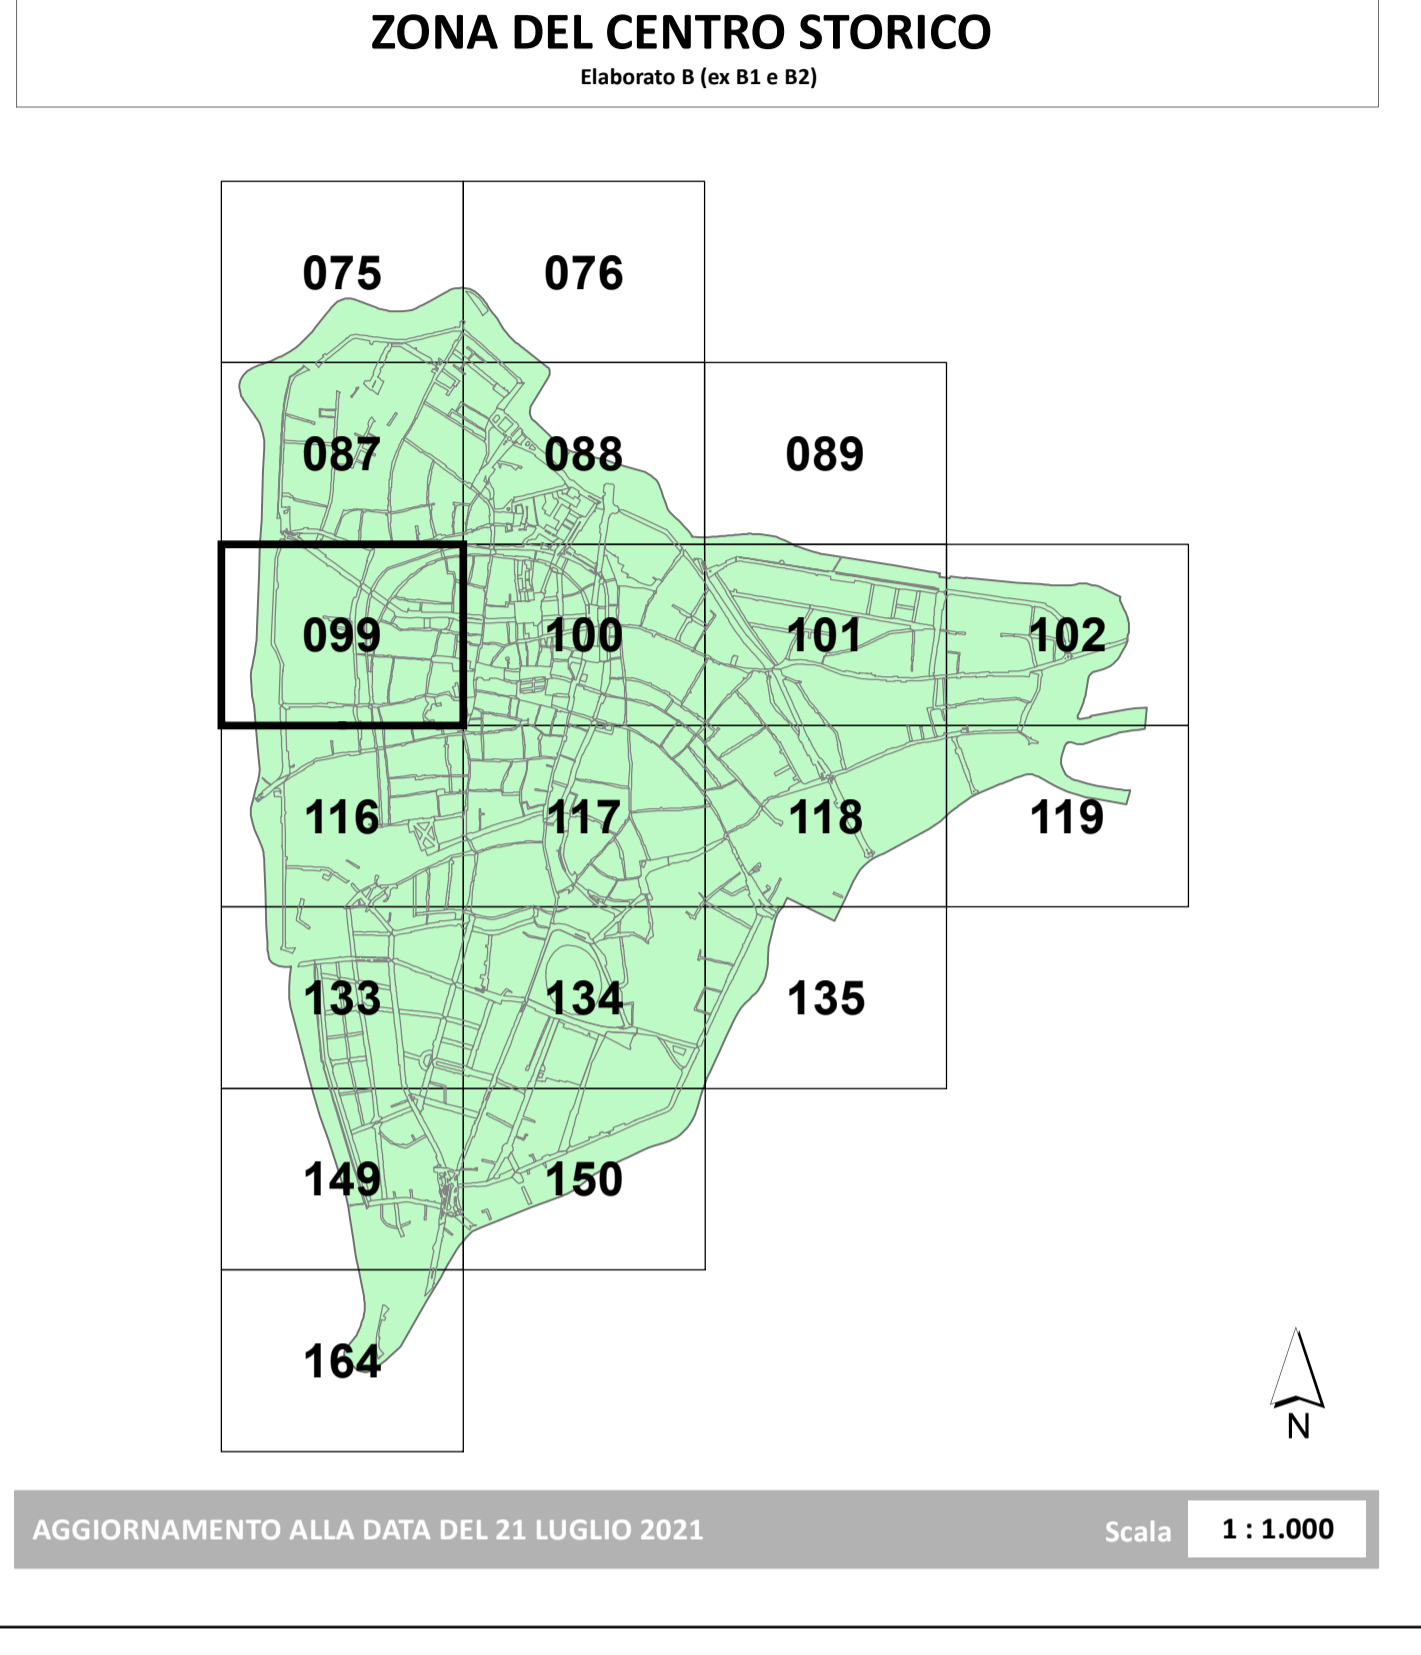 ZONA DEL CENTRO STORICO
Elaborato B (ex B1 e B2)
075 076
087 088 089
099 100 101 102
116 117 118 119
133 134 135
149 150
164
N
AGGIORNAMENTO ALLA DATA DEL 21 LUGLIO 2021 Scala 1 : 1.000